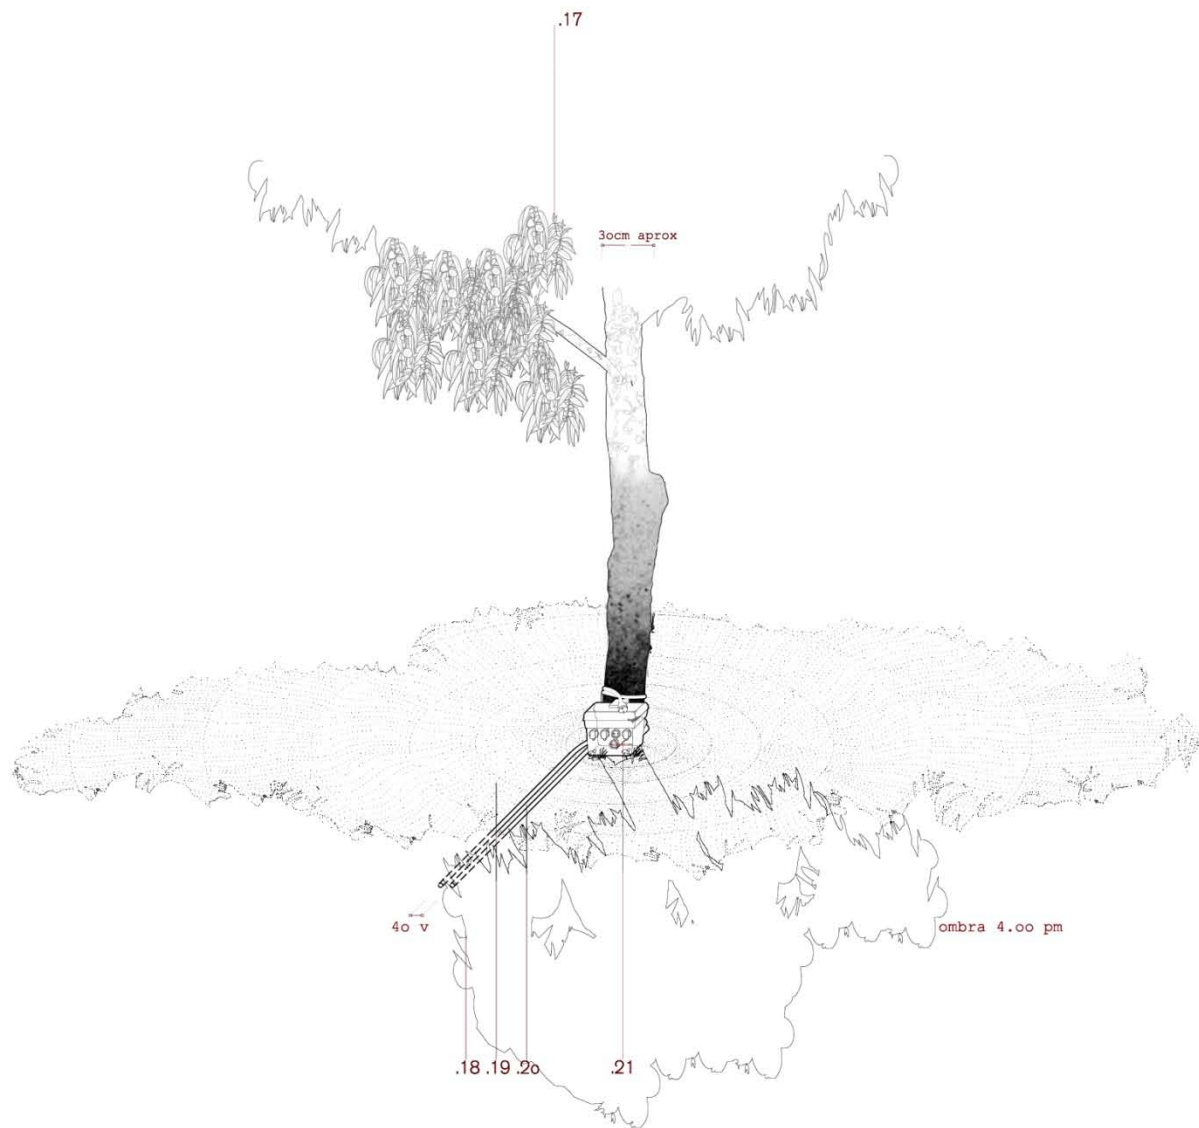 .17
3ocm aprox
4o v
ombra 4.oo pm
.18 .19 .2o .21